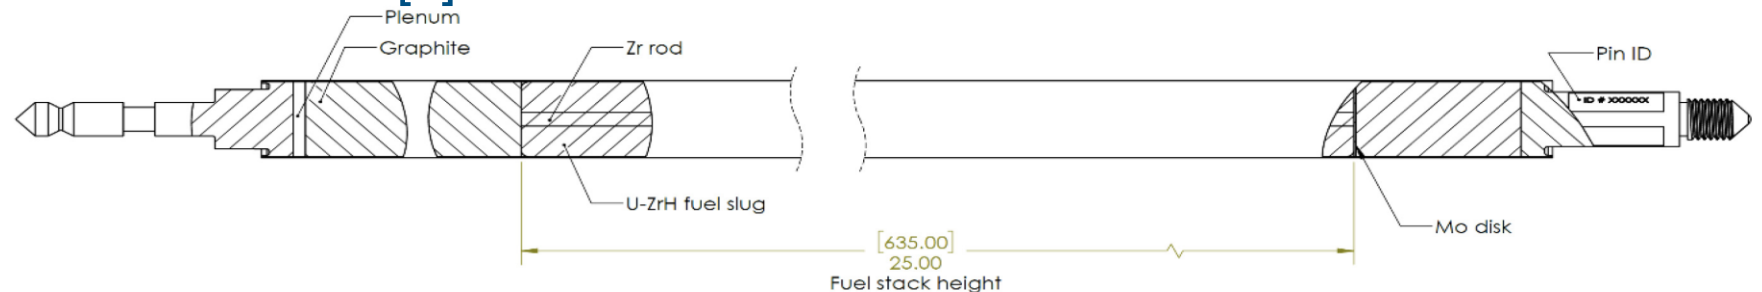 Plenum
Graphite
Zr rod
Pin ID
ID # XXXXXX
U-ZrH fuel slug
Mo disk
[635.00]
25.00
Fuel stack height